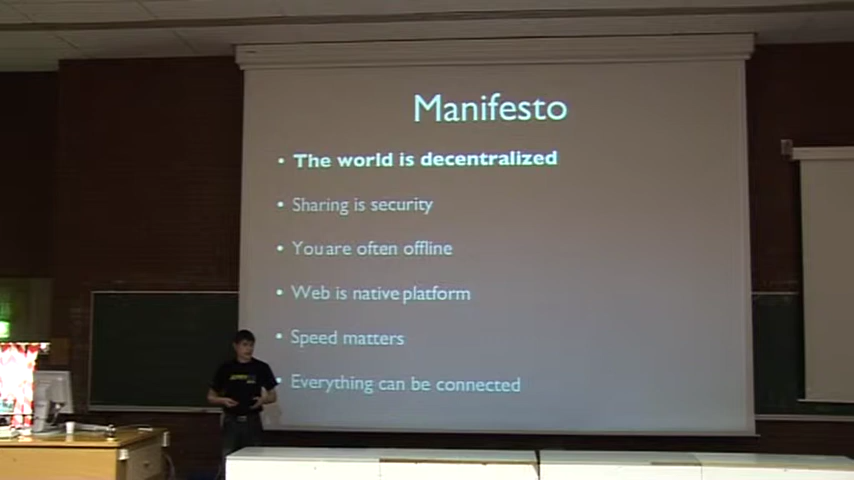 Manifesto
• The world is decentralized
• Sharing is security
• You are often offline
• Web is native platform
• Speed matters
• Everything can be connected